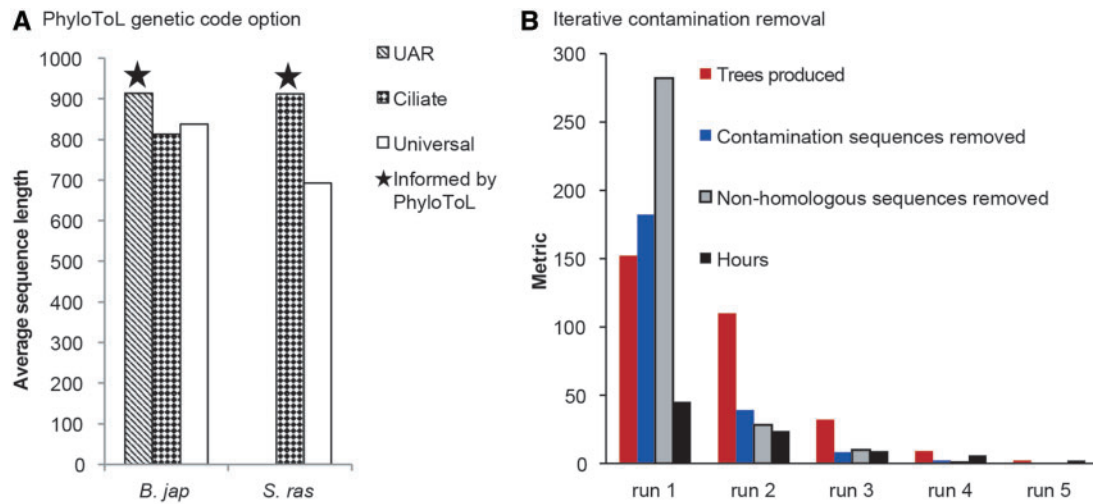 A PhyloToL genetic code option
Average sequence length
1000
900
800
700
600
500
400
300
200
100
0
B. jap
S. ras
UAR
Ciliate
Universal
Informed by
PhyloToL
B Iterative contamination removal
Metric
300
250
200
150
100
50
0
run 1
run 2
run 3
run 4
run 5
Trees produced
Contamination sequences removed
Non-homologous sequences removed
Hours